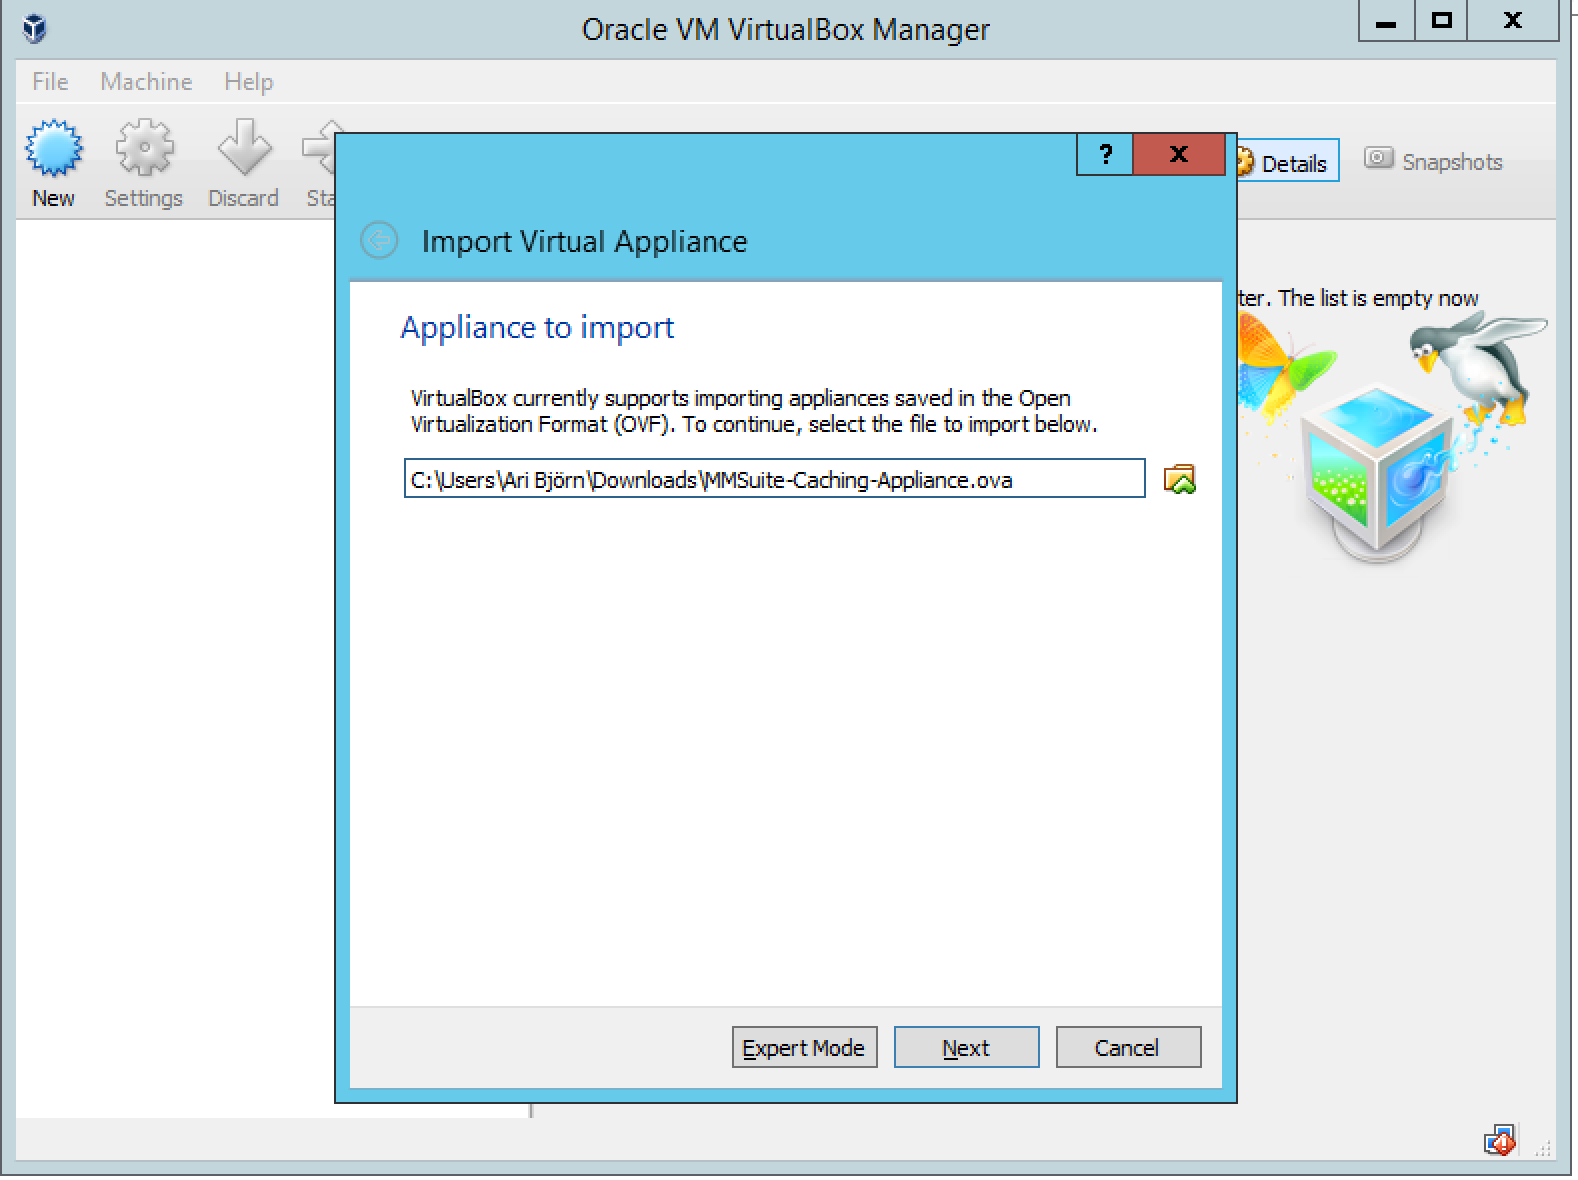 Oracle VM VirtualBox Manager
File Machine Help
New Settings Discard Sta
Details Snapshots
? X
Import Virtual Appliance
ter. The list is empty now
Appliance to import
VirtualBox currently supports importing appliances saved in the Open
Virtualization Format (OVF). To continue, select the file to import below.
C:\Users\Ari Björn\Downloads\MMSuite-Caching-Appliance.ova
Expert Mode Next Cancel